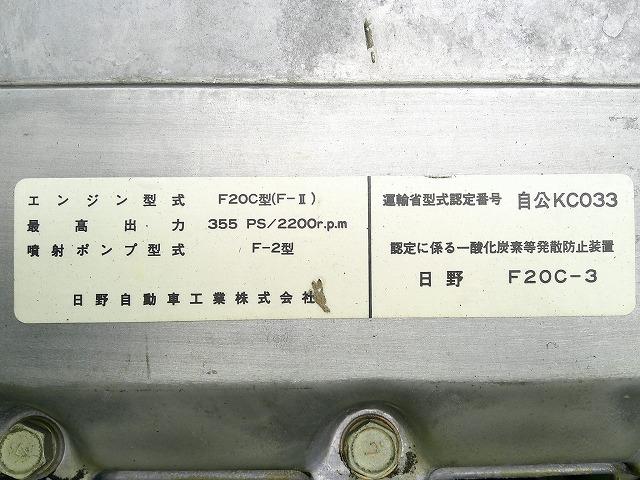 エンジン型式 F20C型(F-Ⅱ)
最高出力 355 PS/2200r.p.m
噴射ポンプ型式 F-2型
日野自動車工業株式会社
運輸省型式認定番号 自公KC033
認定に係る一酸化炭素等発散防止装置
日野 F20C-3